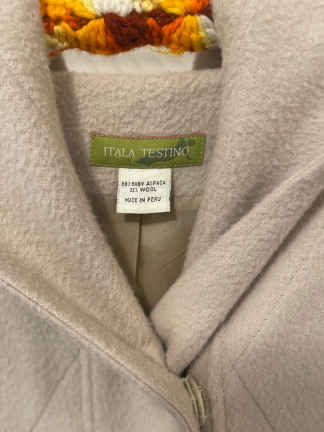 ITALA TESTINO
BABY ALPACA
WOOL
MADE IN PERU